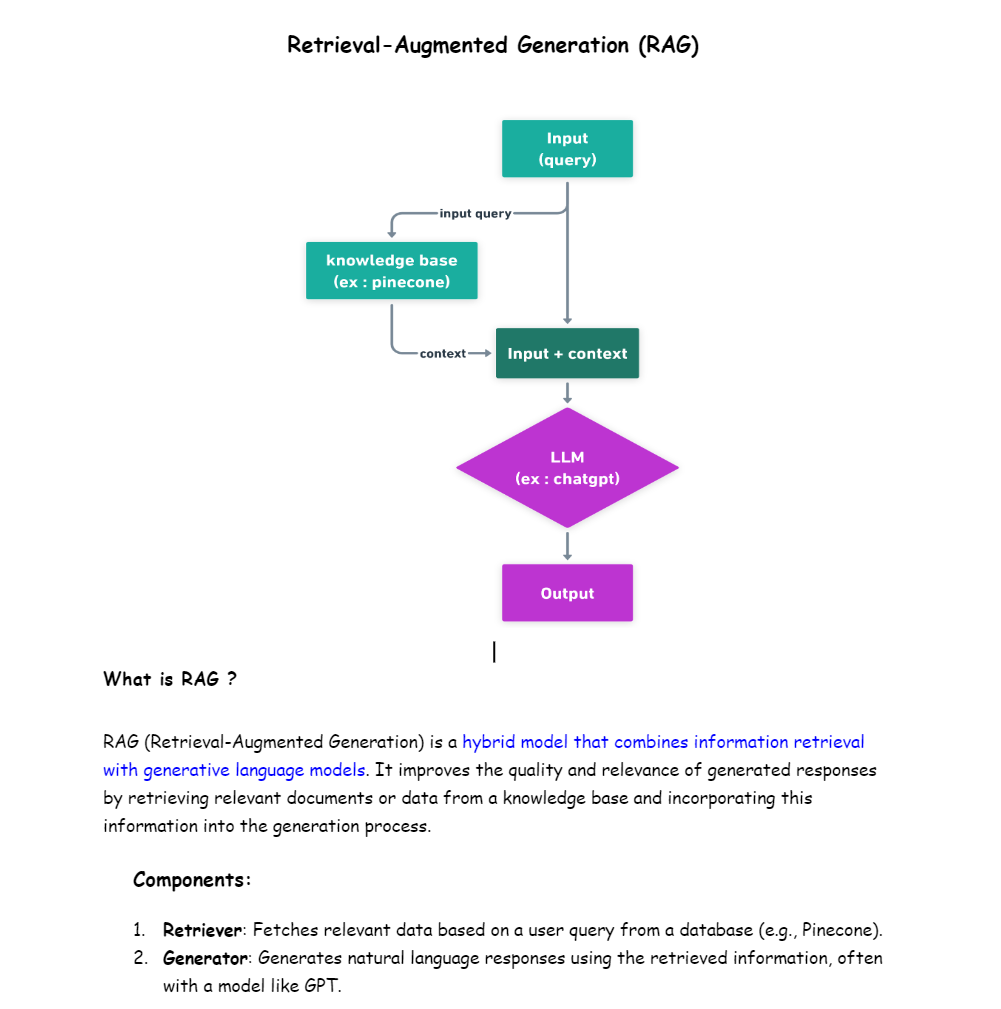 Retrieval-Augmented Generation (RAG)
Input
(query)
input query
knowledge base
(ex : pinecone)
context
Input + context
LLM
(ex : chatgpt)
Output
What is RAG ?
RAG (Retrieval-Augmented Generation) is a hybrid model that combines information retrieval
with generative language models. It improves the quality and relevance of generated responses
by retrieving relevant documents or data from a knowledge base and incorporating this
information into the generation process.
Components:
1. Retriever: Fetches relevant data based on a user query from a database (e.g., Pinecone).
2. Generator: Generates natural language responses using the retrieved information, often
with a model like GPT.